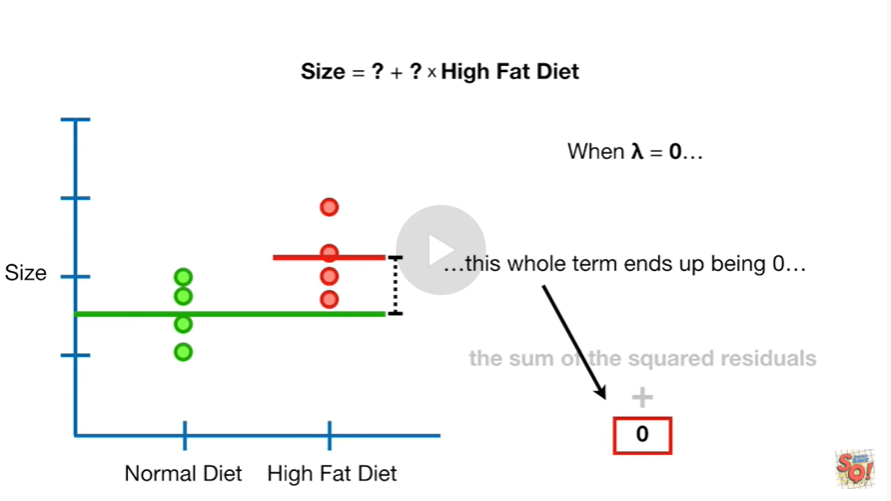 Size = ? + ? × High Fat Diet
When λ = 0…
Size
…this whole term ends up being 0…
the sum of the squared residuals
+
0
Normal Diet High Fat Diet
SQ!